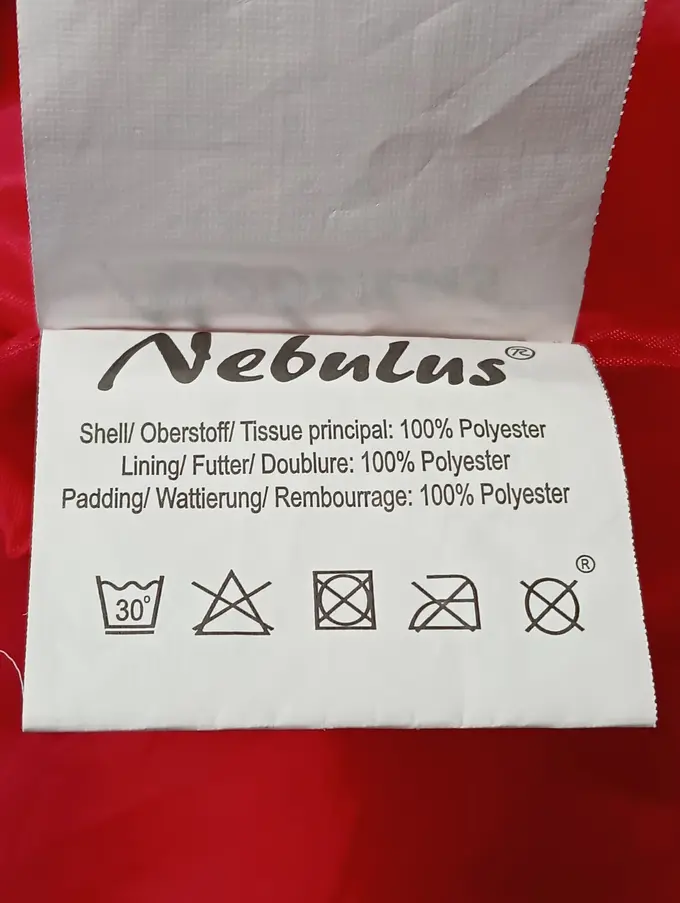 Nebulus®
Shell/ Oberstoff/ Tissue principal: 100% Polyester
Lining/ Futter/ Doublure: 100% Polyester
Padding/ Wattierung/ Rembourrage: 100% Polyester
®
30°